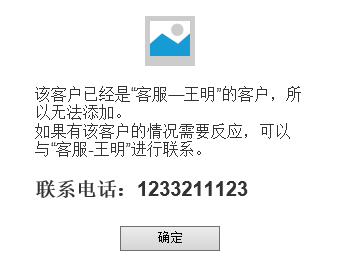 该客户已经是“客服—王明”的客户，所
以无法添加。
如果有该客户的情况需要反应，可以
与“客服-王明”进行联系。
联系电话：1233211123
确定